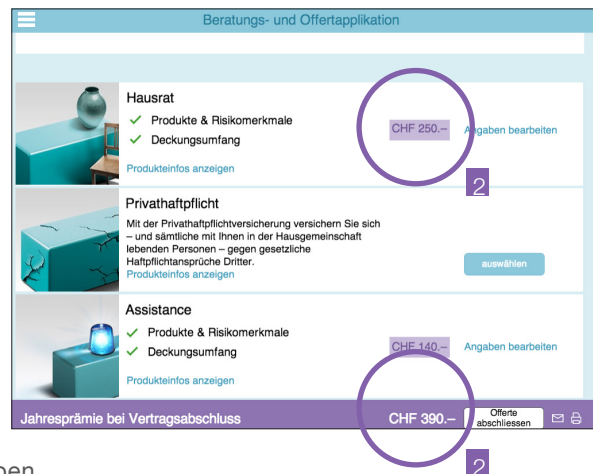 Beratungs- und Offertapplikation
Hausrat
Produkte & Risikomerkmale
Deckungsumfang
CHF 250.–
Angaben bearbeiten
Produkteinfos anzeigen
2
Privathaftpflicht
Mit der Privathaftpflichtversicherung versichern Sie sich
– und sämtliche mit Ihnen in der Hausgemeinschaft
lebenden Personen – gegen gesetzliche
Haftpflichtansprüche Dritter.
Produkteinfos anzeigen
auswählen
Assistance
Produkte & Risikomerkmale
Deckungsumfang
CHF 140.–
Angaben bearbeiten
Produkteinfos anzeigen
Jahresprämie bei Vertragsabschluss
CHF 390.–
Offerte
abschliessen
2